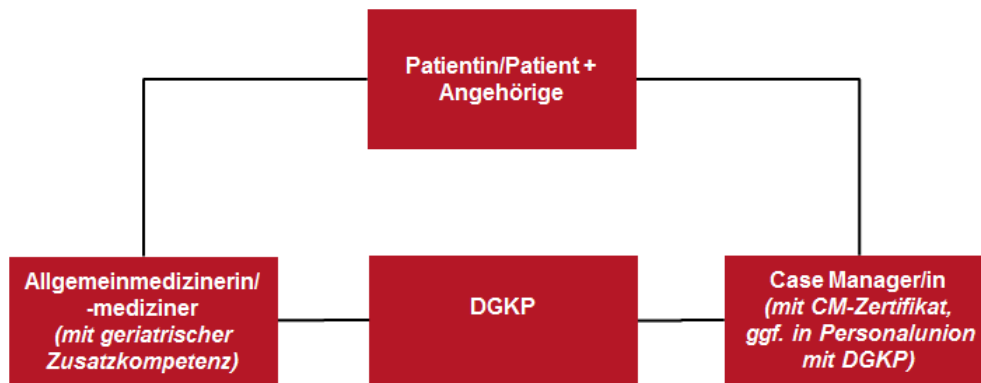 Patientin/Patient +
Angehörige
Allgemeinmedizinerin/
-mediziner
(mit geriatrischer
Zusatzkompetenz)
DGKP
Case Manager/in
(mit CM-Zertifikat,
ggf. in Personalunion
mit DGKP)